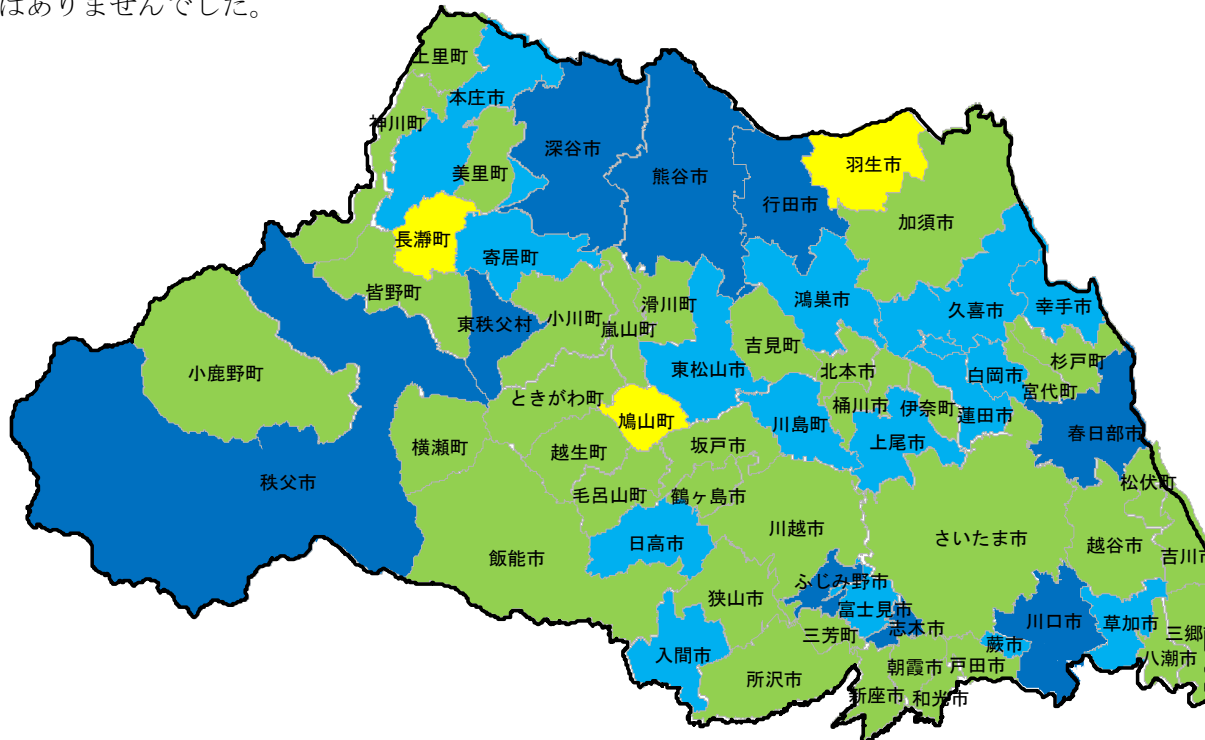 はありませんでした。
上里町
本庄市
神川町
美里町
深谷市
熊谷市
行田市
羽生市
加須市
長瀞町
寄居町
皆野町
東秩父村
小川町
嵐山町
滑川町
鴻巣市
久喜市
幸手市
小鹿野町
東松山市
吉見町
北本市
白岡市
杉戸町
宮代町
ときがわ町
鳩山町
川島町
桶川市
伊奈町
蓮田市
横瀬町
越生町
坂戸市
上尾市
春日部市
秩父市
毛呂山町
鶴ヶ島市
松伏町
飯能市
日高市
川越市
さいたま市
越谷市
吉川市
ふじみ野市
狭山市
富士見市
志木市
川口市
草加市
三郷
三芳町
蕨市
入間市
所沢市
朝霞市
戸田市
八潮市
新座市
和光市